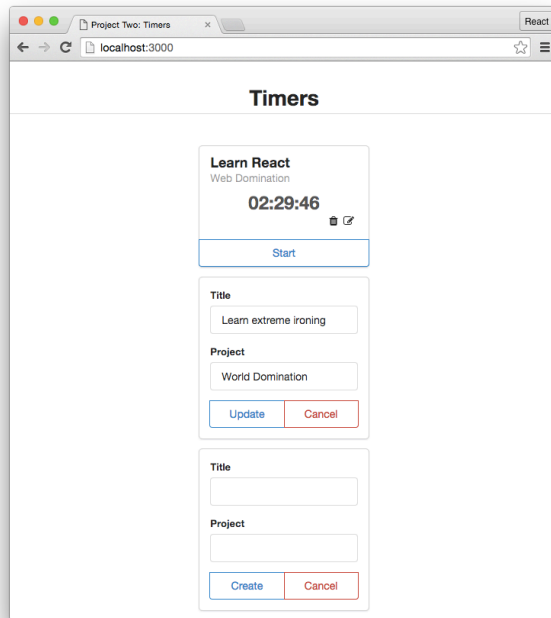 Project Two: Timers
React
localhost:3000
Timers
Learn React
Web Domination
02:29:46
Start
Title
Learn extreme ironing
Project
World Domination
Update Cancel
Title
Project
Create Cancel